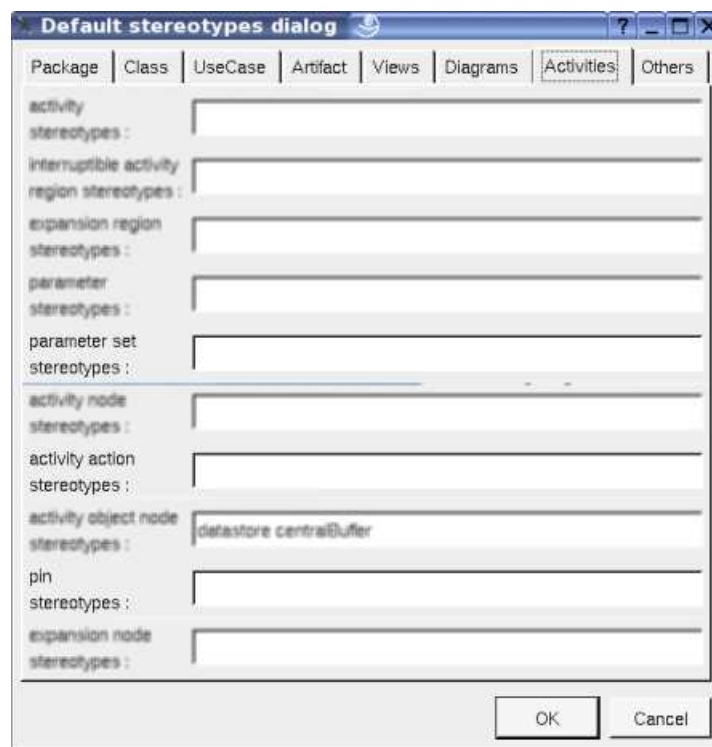 Default stereotypes dialog
Package Class UseCase Artifact Views Diagrams Activities Others
activity
stereotypes :
interruptible activity
region stereotypes :
expansion region
stereotypes :
parameter
stereotypes :
parameter set
stereotypes :
activity node
stereotypes :
activity action
stereotypes :
activity object node
stereotypes :
datastore centralBuffer
pin
stereotypes :
expansion node
stereotypes :
OK Cancel